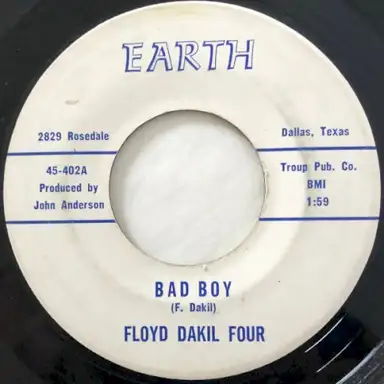 EARTH
2829 Rosedale
Dallas, Texas
45-402A
Produced by
John Anderson
Troup Pub. Co.
BMI
1:59
BAD BOY
(F. Dakil)
FLOYD DAKIL FOUR